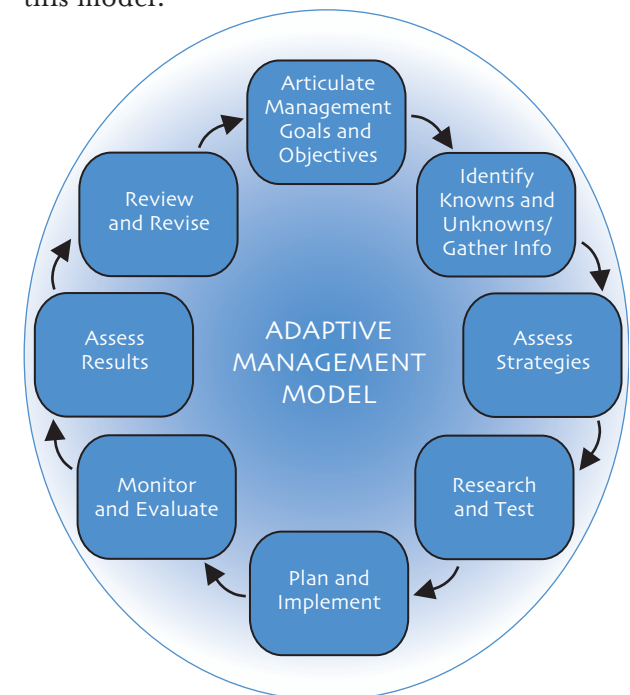 this model.
Articulate
Management
Goals and
Objectives
Identify
Knowns and
Unknowns/
Gather Info
Assess
Strategies
Research
and Test
Plan and
Implement
Monitor
and Evaluate
Assess
Results
Review
and Revise
ADAPTIVE
MANAGEMENT
MODEL